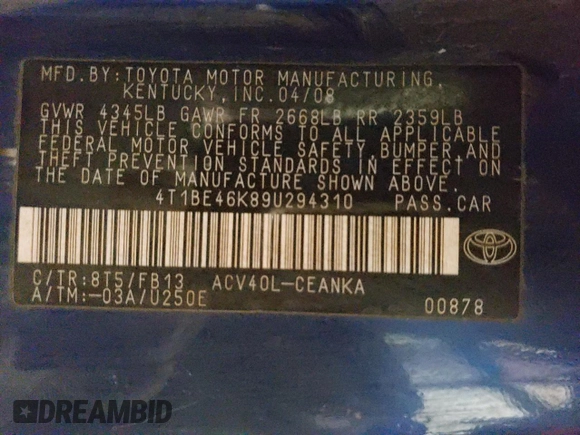 MFD.BY:TOYOTA MOTOR MANUFACTURING,
KENTUCKY, INC.04/08
GVWR 4345LB GAWR FR 2668LB RR 2359LB
THIS VEHICLE CONFORMS TO ALL APPLICABLE
FEDERAL MOTOR VEHICLE SAFETY, BUMPER,AND
THEFT PREVENTION STANDARDS IN EFFECT ON
THE DATE OF MANUFACTURE SHOWN ABOVE.
4T1BE46K89U294310 PASS.CAR
C/TR:8T5/FB13 ACV40L-CEANKA
A/TM:-03A/U250E
00878
DREAMBID